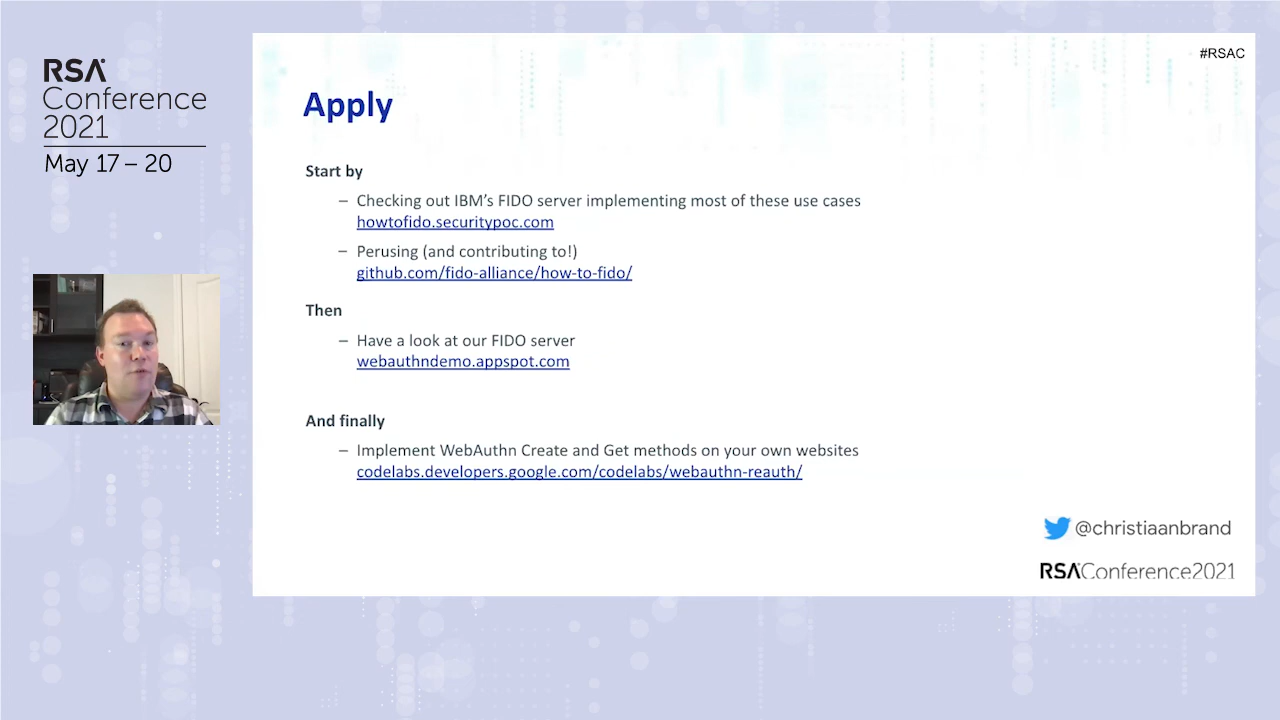 RSA
Conference
2021
May 17 – 20
#RSAC
Apply
Start by
– Checking out IBM's FIDO server implementing most of these use cases
howtofido.securitypoc.com
– Perusing (and contributing to!)
github.com/fido-alliance/how-to-fido/
Then
– Have a look at our FIDO server
webauthndemo.appspot.com
And finally
– Implement WebAuthn Create and Get methods on your own websites
codelabs.developers.google.com/codelabs/webauthn-reauth/
@christiaanbrand
RSAConference2021